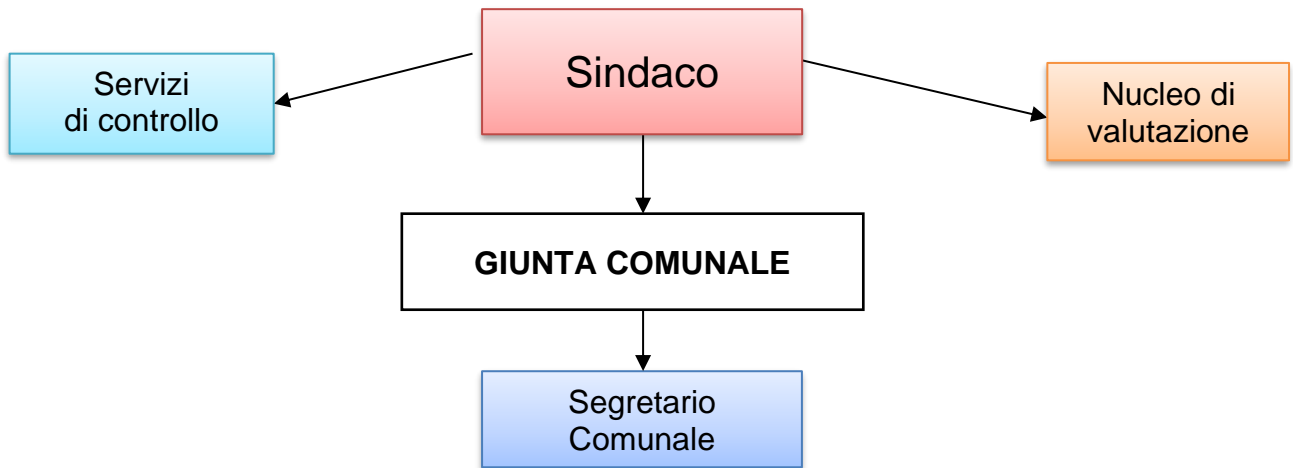 Sindaco
Servizi
di controllo
Nucleo di
valutazione
GIUNTA COMUNALE
Segretario
Comunale